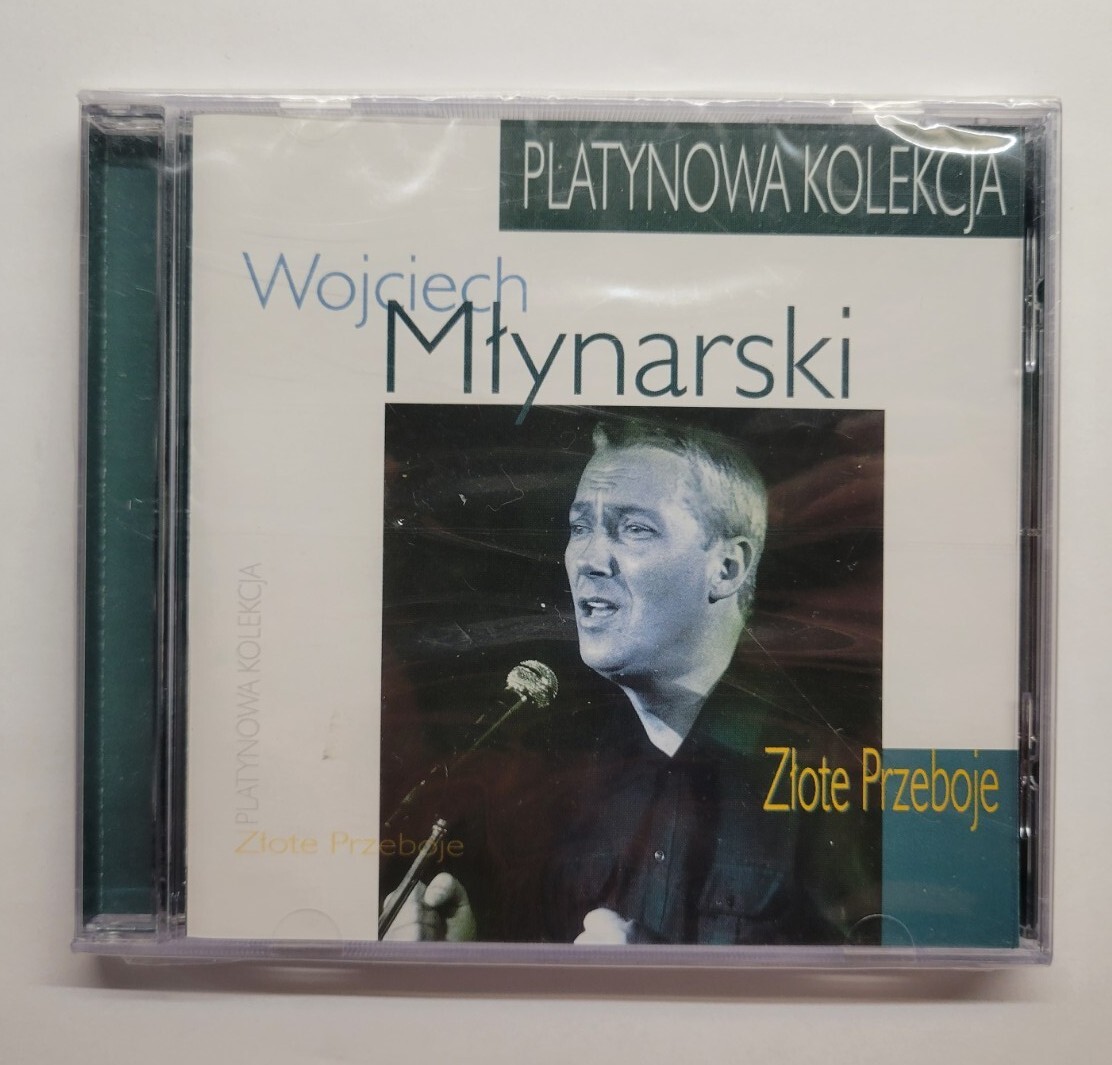 PLATYNOWA KOLEKCJA
Wojciech
Młynarski
PLATYNOWA KOLEKCJA
Złote Przeboje
Złote Przeboje